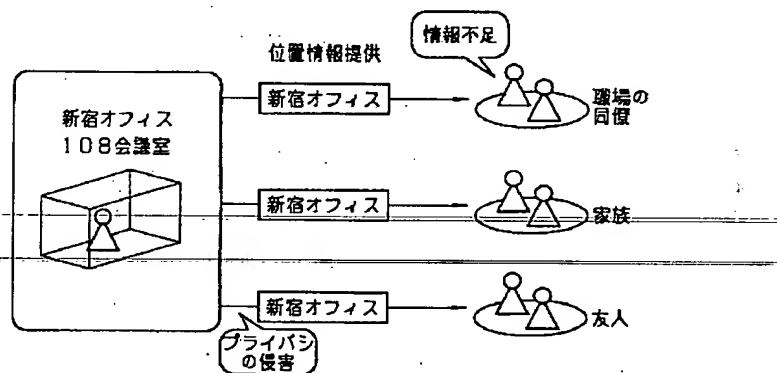 情報不足
位置情報提供
新宿オフィス
職場の
同僚
新宿オフィス
108会議室
新宿オフィス
家族
新宿オフィス
友人
プライバシ
の侵害